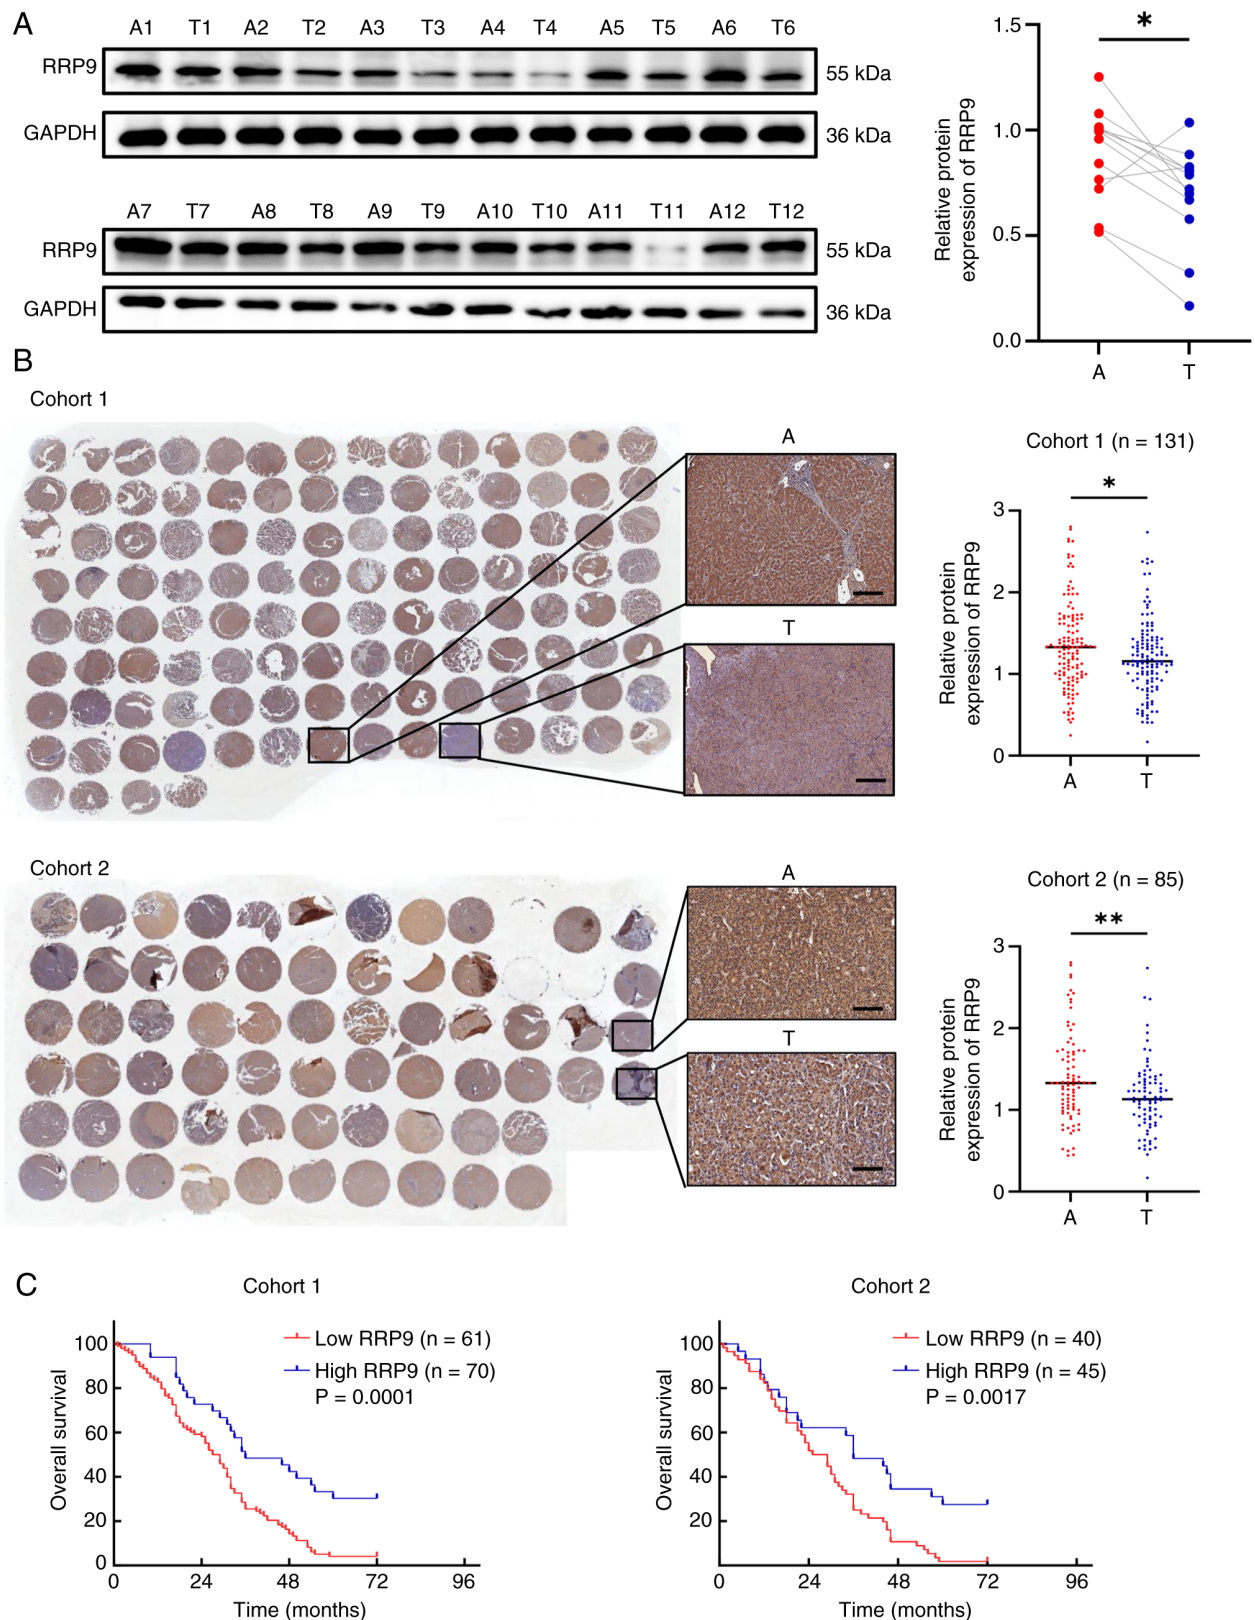 A
A1 T1 A2 T2 A3 T3 A4 T4 A5 T5 A6 T6
RRP9
55 kDa
GAPDH
36 kDa
A7 T7 A8 T8 A9 T9 A10 T10 A11 T11 A12 T12
RRP9
55 kDa
GAPDH
36 kDa
Relative protein
expression of RRP9
1.5
1.0
0.5
0.0
*
A T
B
Cohort 1
A
T
Cohort 1 (n = 131)
*
Relative protein
expression of RRP9
3
2
1
0
A T
Cohort 2
A
T
Cohort 2 (n = 85)
**
Relative protein
expression of RRP9
3
2
1
0
A T
C
Cohort 1
Overall survival
100
80
60
40
20
0
Low RRP9 (n = 61)
High RRP9 (n = 70)
P = 0.0001
0 24 48 72 96
Time (months)
Cohort 2
Overall survival
100
80
60
40
20
0
Low RRP9 (n = 40)
High RRP9 (n = 45)
P = 0.0017
0 24 48 72 96
Time (months)